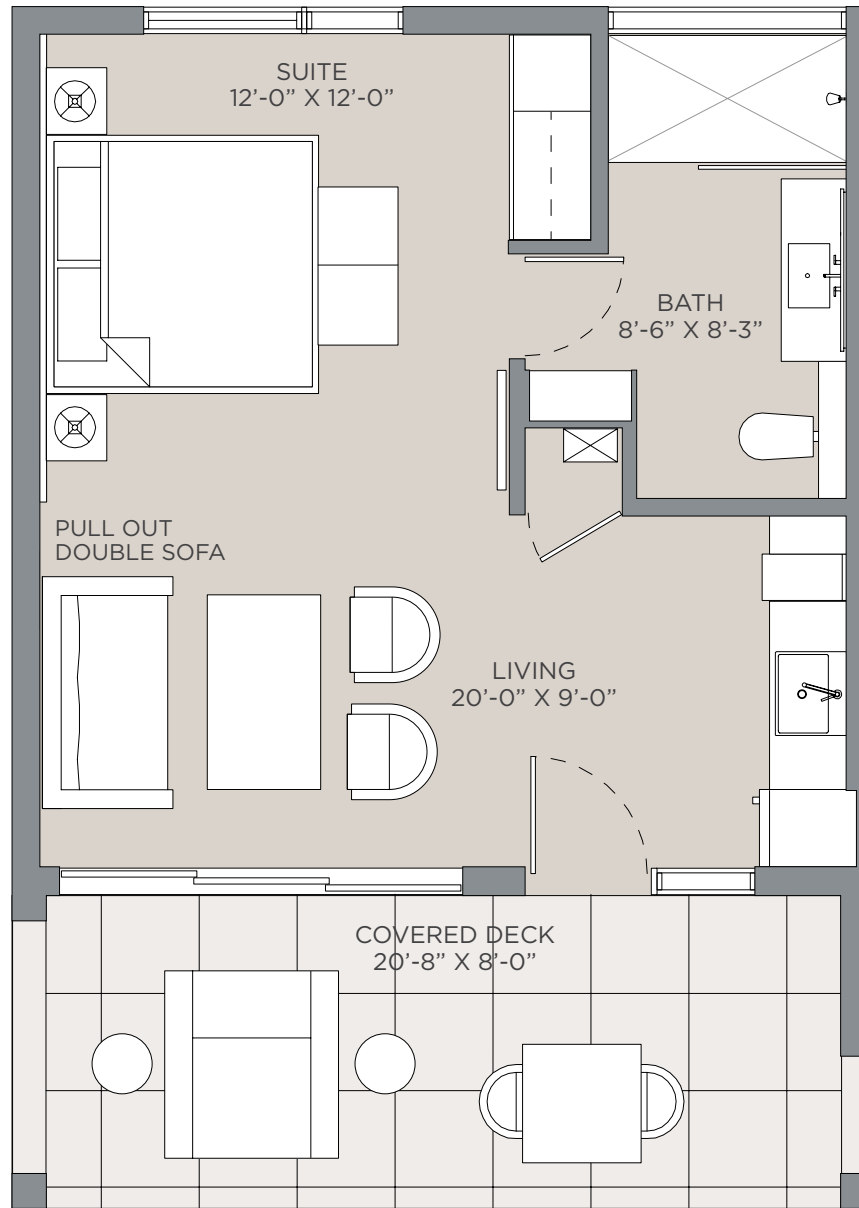 SUITE
12’-0” X 12’-0”
BATH
8’-6” X 8’-3”
PULL OUT
DOUBLE SOFA
LIVING
20’-0” X 9’-0”
COVERED DECK
20’-8” X 8’-0”